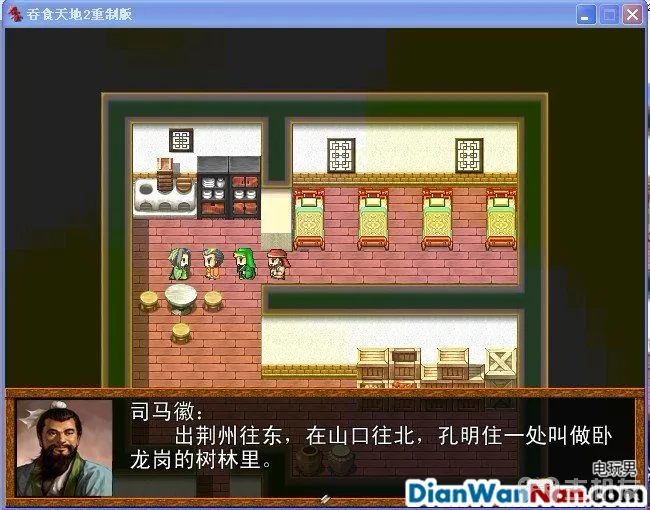 吞食天地2重制版
司马徽：
出荆州往东，在山口往北，孔明住一处叫做卧
龙岗的树林里。
电玩男
DianWanNan.com